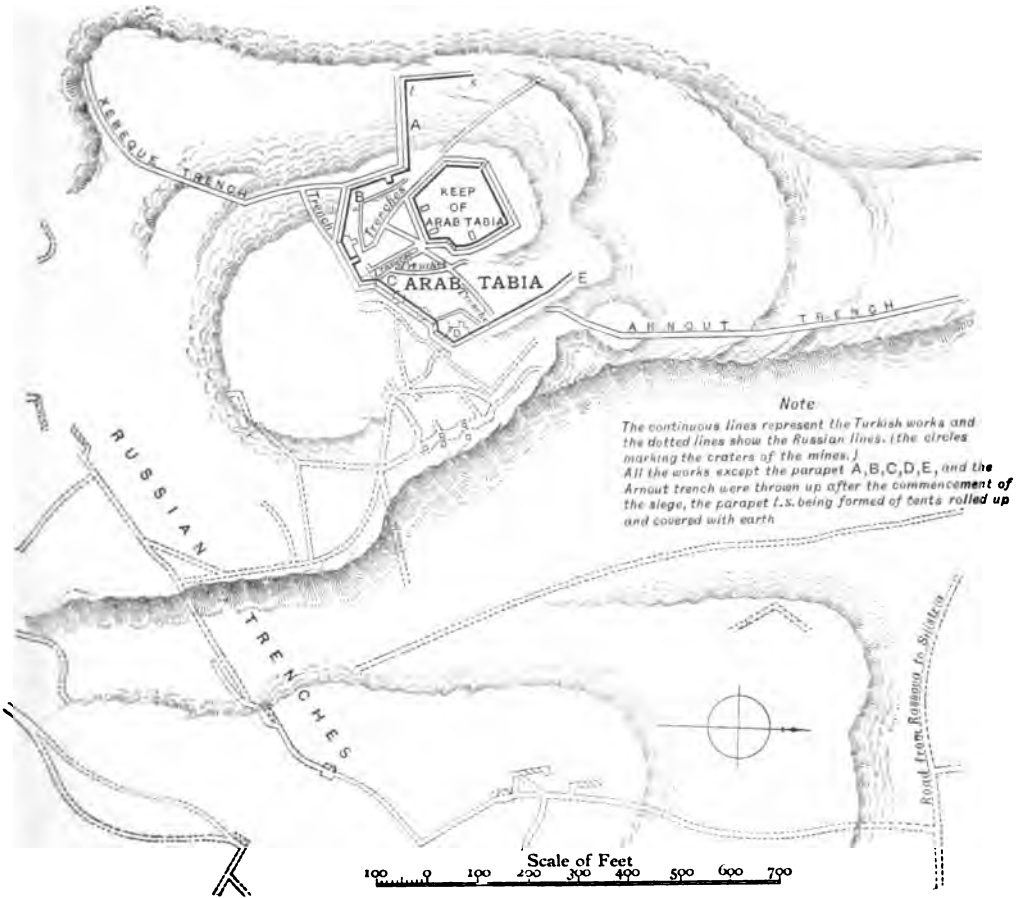 t
s
A
XEBEQUE TRENCH
B
Trench
Trenches
KEEP
OF
ARAB TABIA
C
ARAB TABIA
E
D
ARNOUT TRENCH
Note
The continuous lines represent the Turkish works and
the dotted lines show the Russian lines. (the circles
marking the craters of the mines.)
All the works except the parapet A,B,C,D,E, and the
Arnout trench were thrown up after the commencement of
the siege, the parapet t.s. being formed of tents rolled up
and covered with earth
RUSSIAN
TRENCHES
Road from Rassova to Silistria
Scale of Feet
100 0 100 200 300 400 500 600 700